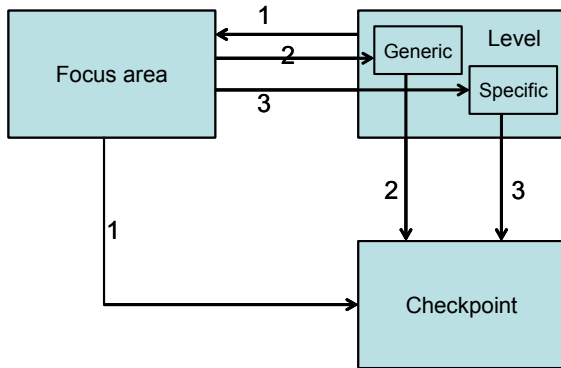 1
Level
Generic
2
Focus area
Specific
3
2
3
1
Checkpoint